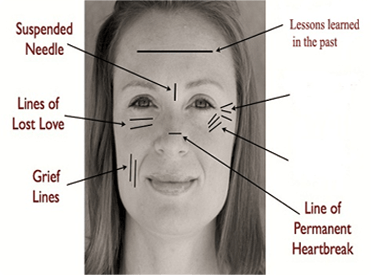 Suspended
Needle
Lessons learned
in the past
Lines of
Lost Love
Grief
Lines
Line of
Permanent
Heartbreak